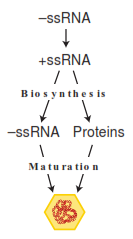 –ssRNA
+ssRNA
Biosynthesis
–ssRNA Proteins
Maturation